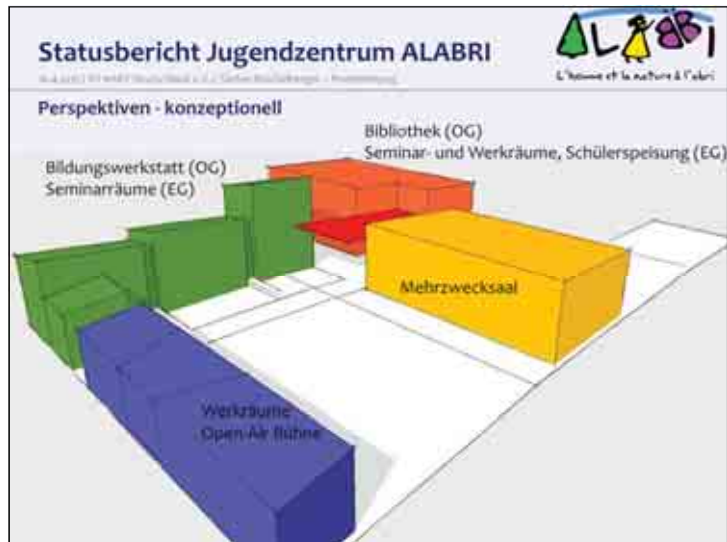 Statusbericht Jugendzentrum ALABRI
ALABRI
L'homme et la nature à l'abri
Perspektiven - konzeptionell
Bibliothek (OG)
Seminar- und Werkräume, Schülerspeisung (EG)
Bildungswerkstatt (OG)
Seminarräume (EG)
Mehrzwecksaal
Werkräume
Open-Air Bühne